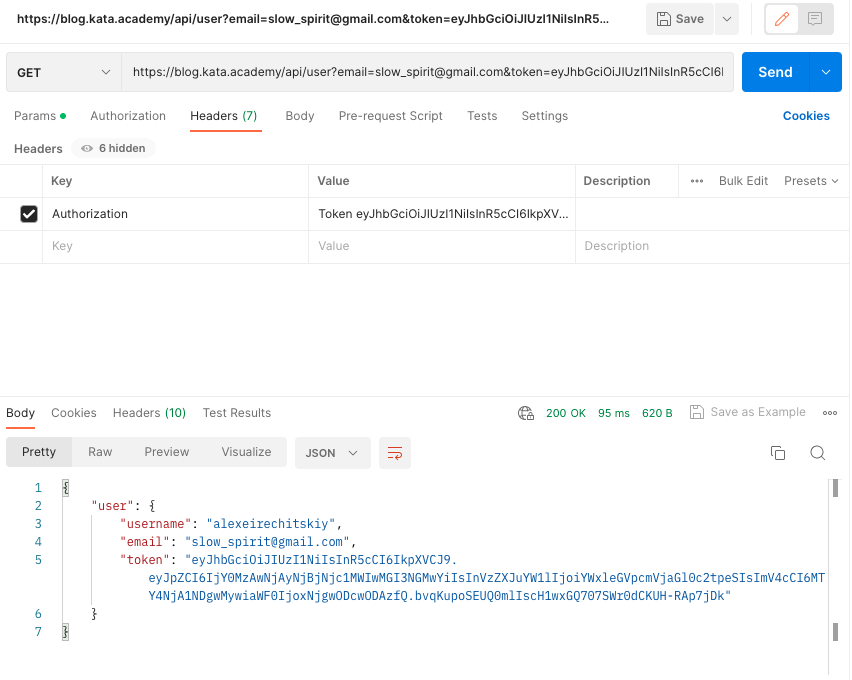 https://blog.kata.academy/api/user?email=slow_spirit@gmail.com&token=eyJhbGciOiJIUzI1NiIsInR5...
Save
GET
https://blog.kata.academy/api/user?email=slow_spirit@gmail.com&token=eyJhbGciOiJIUzI1NiIsInR5cCI6I
Send
Params
Authorization
Headers (7)
Body
Pre-request Script
Tests
Settings
Cookies
Headers
6 hidden
Key
Value
Description
Bulk Edit
Presets
Authorization
Token eyJhbGciOiJIUzI1NiIsInR5cCI6IkpXV...
Key
Value
Description
Body
Cookies
Headers (10)
Test Results
200 OK
95 ms
620 B
Save as Example
Pretty
Raw
Preview
Visualize
JSON
1 {
2 "user": {
3 "username": "alexeirechitskiy",
4 "email": "slow_spirit@gmail.com",
5 "token": "eyJhbGciOiJIUzI1NiIsInR5cCI6IkpXVCJ9.
eyJpZCI6IjY0MzAwNjAyNjBjNjc1MWIwMGI3NGMwYiIsInVzZXJuYW1lIjoiYWxleGVpcmVjaGl0c2tpeSIsImV4cCI6MT
Y4NjA1NDgwMywiaWF0IjoxNjgwODcwODAzfQ.bvqKupoSEUQ0mlIscH1wxGQ707SWr0dCKUH-RAp7jDk"
6 }
7 }